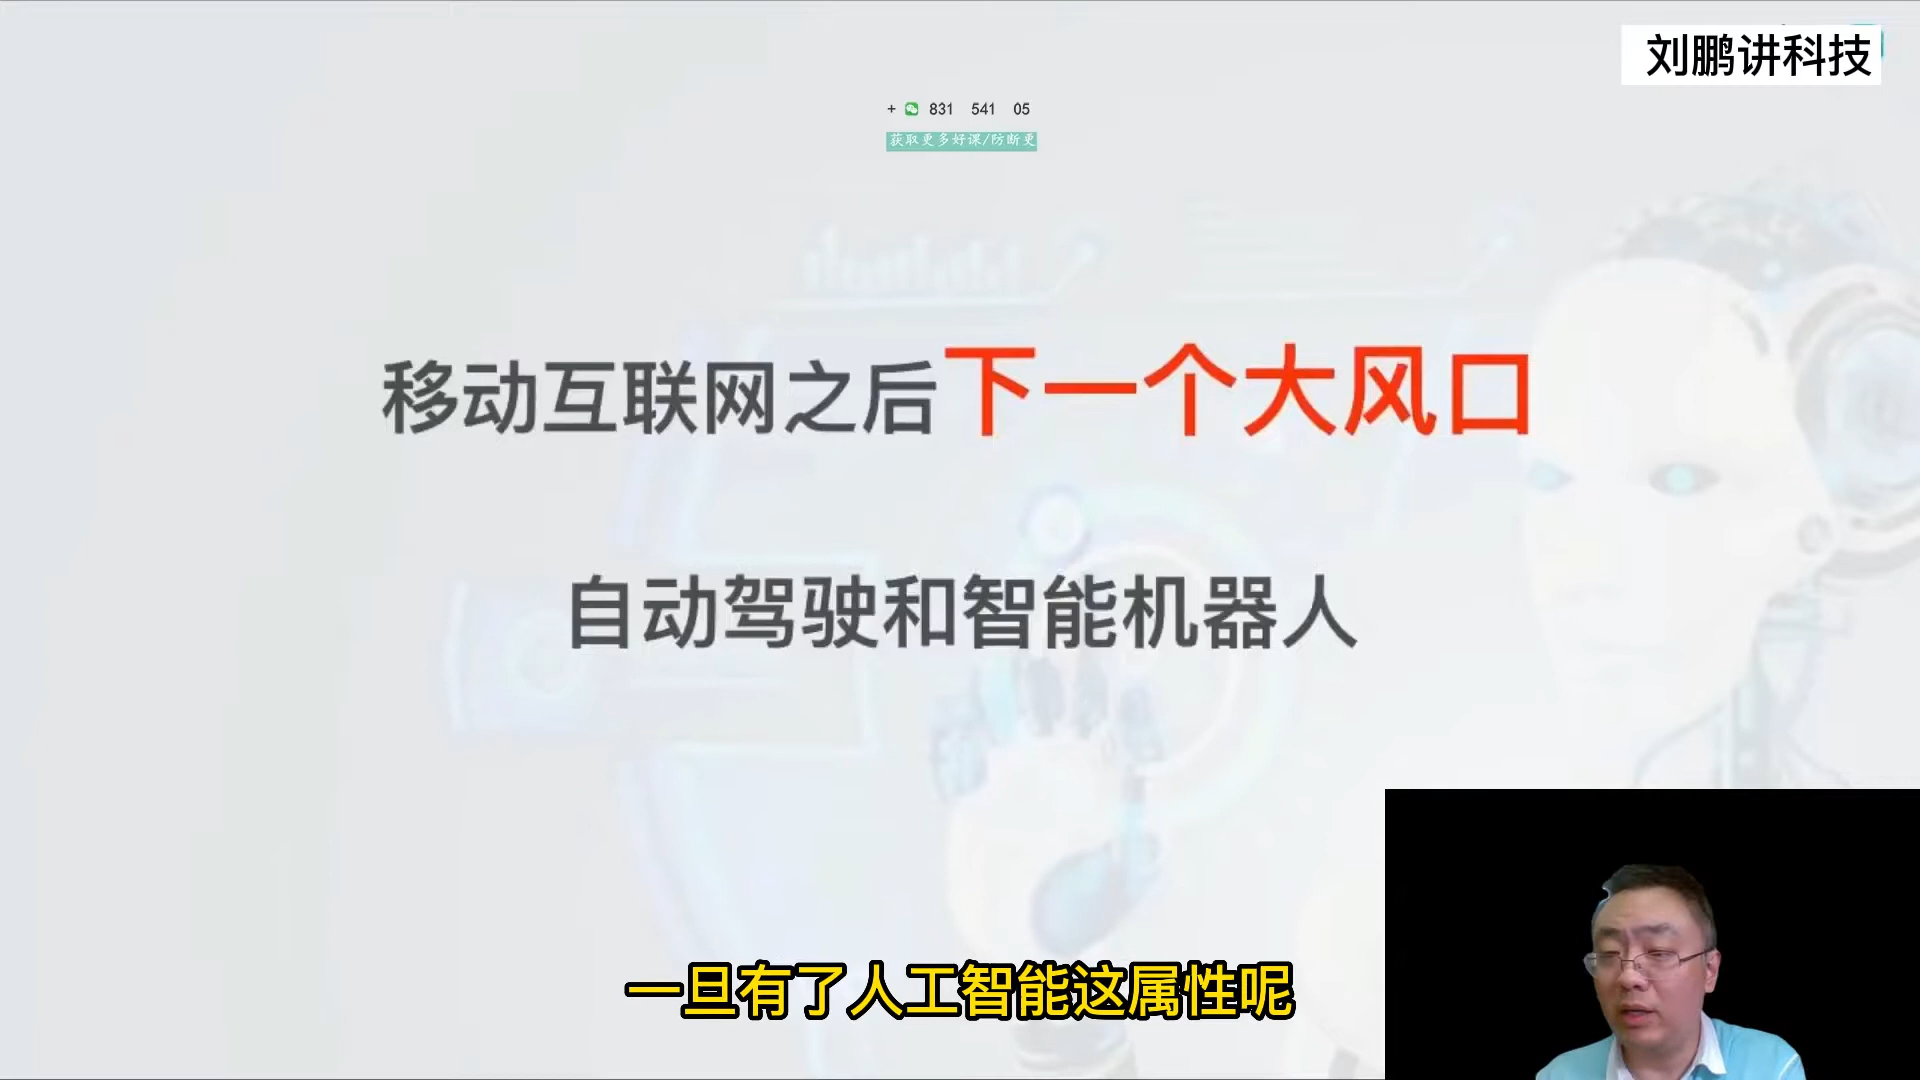 刘鹏讲科技
+ 831 541 05
获取更多好课/防断更
移动互联网之后下一个大风口
自动驾驶和智能机器人
一旦有了人工智能这属性呢